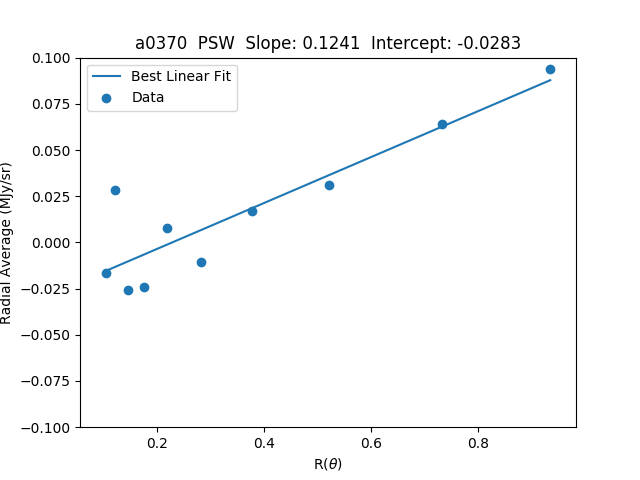 a0370  PSW  Slope: 0.1241  Intercept: -0.0283
Best Linear Fit
Data
0.100
0.075
0.050
0.025
0.000
−0.025
−0.050
−0.075
−0.100
Radial Average (MJy/sr)
0.2 0.4 0.6 0.8
R(θ)